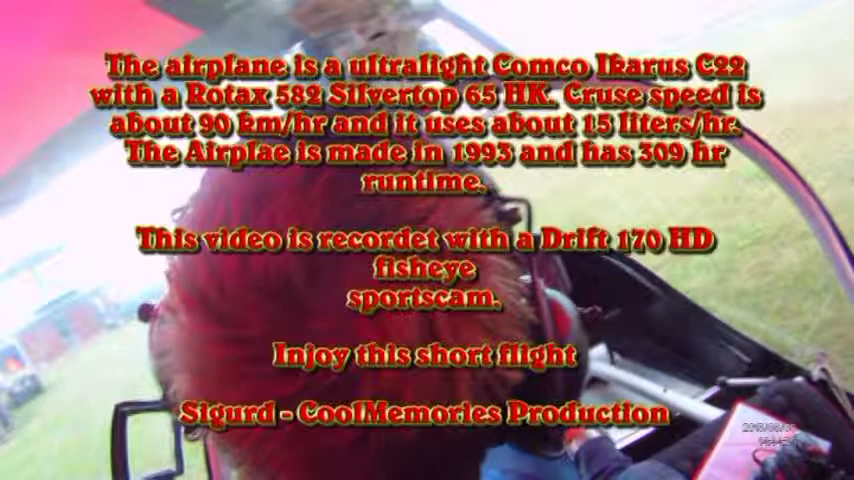 The airplane is a ultralight Comco Ikarus C22
with a Rotax 582 Silvertop 65 HK. Cruse speed is
about 90 km/hr and it uses about 15 liters/hr.
The Airplae is made in 1993 and has 309 hr
runtime.
This video is recordet with a Drift 170 HD
fisheye
sportscam.
Injoy this short flight
Sigurd - CoolMemories Production